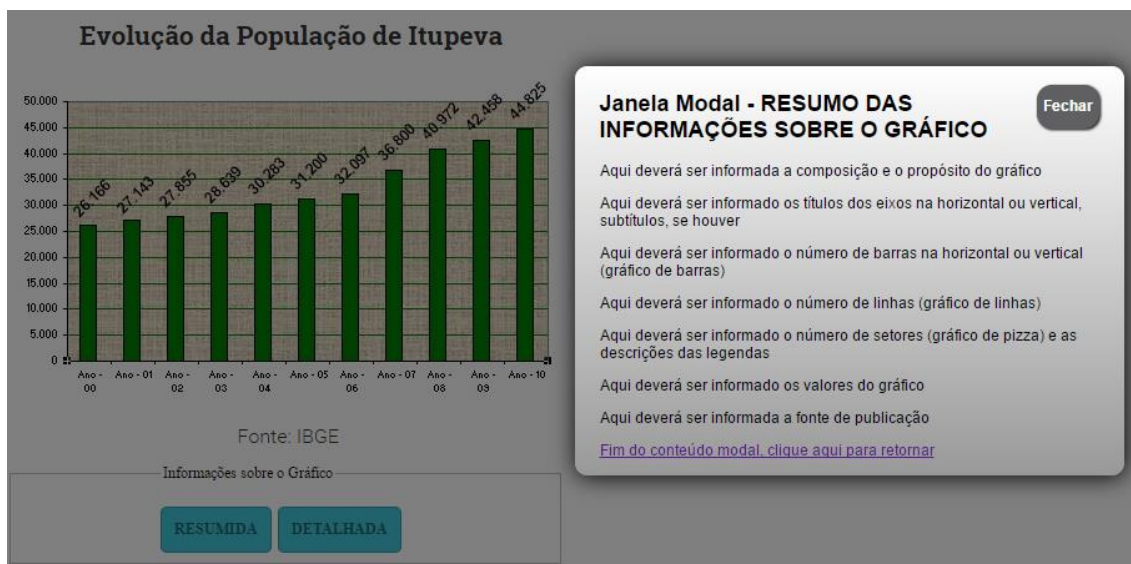 Evolução da População de Itupeva
50.000
45.000
40.000
35.000
30.000
25.000
20.000
15.000
10.000
5.000
0
26.166
27.143
27.855
28.639
30.283
31.200
32.097
36.800
40.972
42.458
44.825
Ano - 00
Ano - 01
Ano - 02
Ano - 03
Ano - 04
Ano - 05
Ano - 06
Ano - 07
Ano - 08
Ano - 09
Ano - 10
Fonte: IBGE
Informações sobre o Gráfico
RESUMIDA
DETALHADA
Janela Modal - RESUMO DAS
INFORMAÇÕES SOBRE O GRÁFICO
Fechar
Aqui deverá ser informada a composição e o propósito do gráfico
Aqui deverá ser informado os títulos dos eixos na horizontal ou vertical,
subtítulos, se houver
Aqui deverá ser informado o número de barras na horizontal ou vertical
(gráfico de barras)
Aqui deverá ser informado o número de linhas (gráfico de linhas)
Aqui deverá ser informado o número de setores (gráfico de pizza) e as
descrições das legendas
Aqui deverá ser informado os valores do gráfico
Aqui deverá ser informada a fonte de publicação
Fim do conteúdo modal, clique aqui para retornar